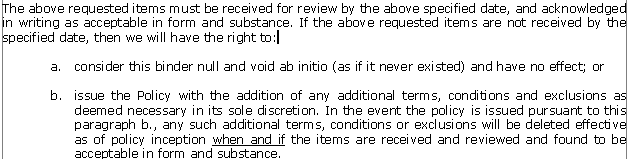 The above requested items must be received for review by the above specified date, and acknowledged
in writing as acceptable in form and substance. If the above requested items are not received by the
specified date, then we will have the right to:
a. consider this binder null and void ab initio (as if it never existed) and have no effect; or
b. issue the Policy with the addition of any additional terms, conditions and exclusions as
deemed necessary in its sole discretion. In the event the policy is issued pursuant to this
paragraph b., any such additional terms, conditions or exclusions will be deleted effective
as of policy inception when and if the items are received and reviewed and found to be
acceptable in form and substance.